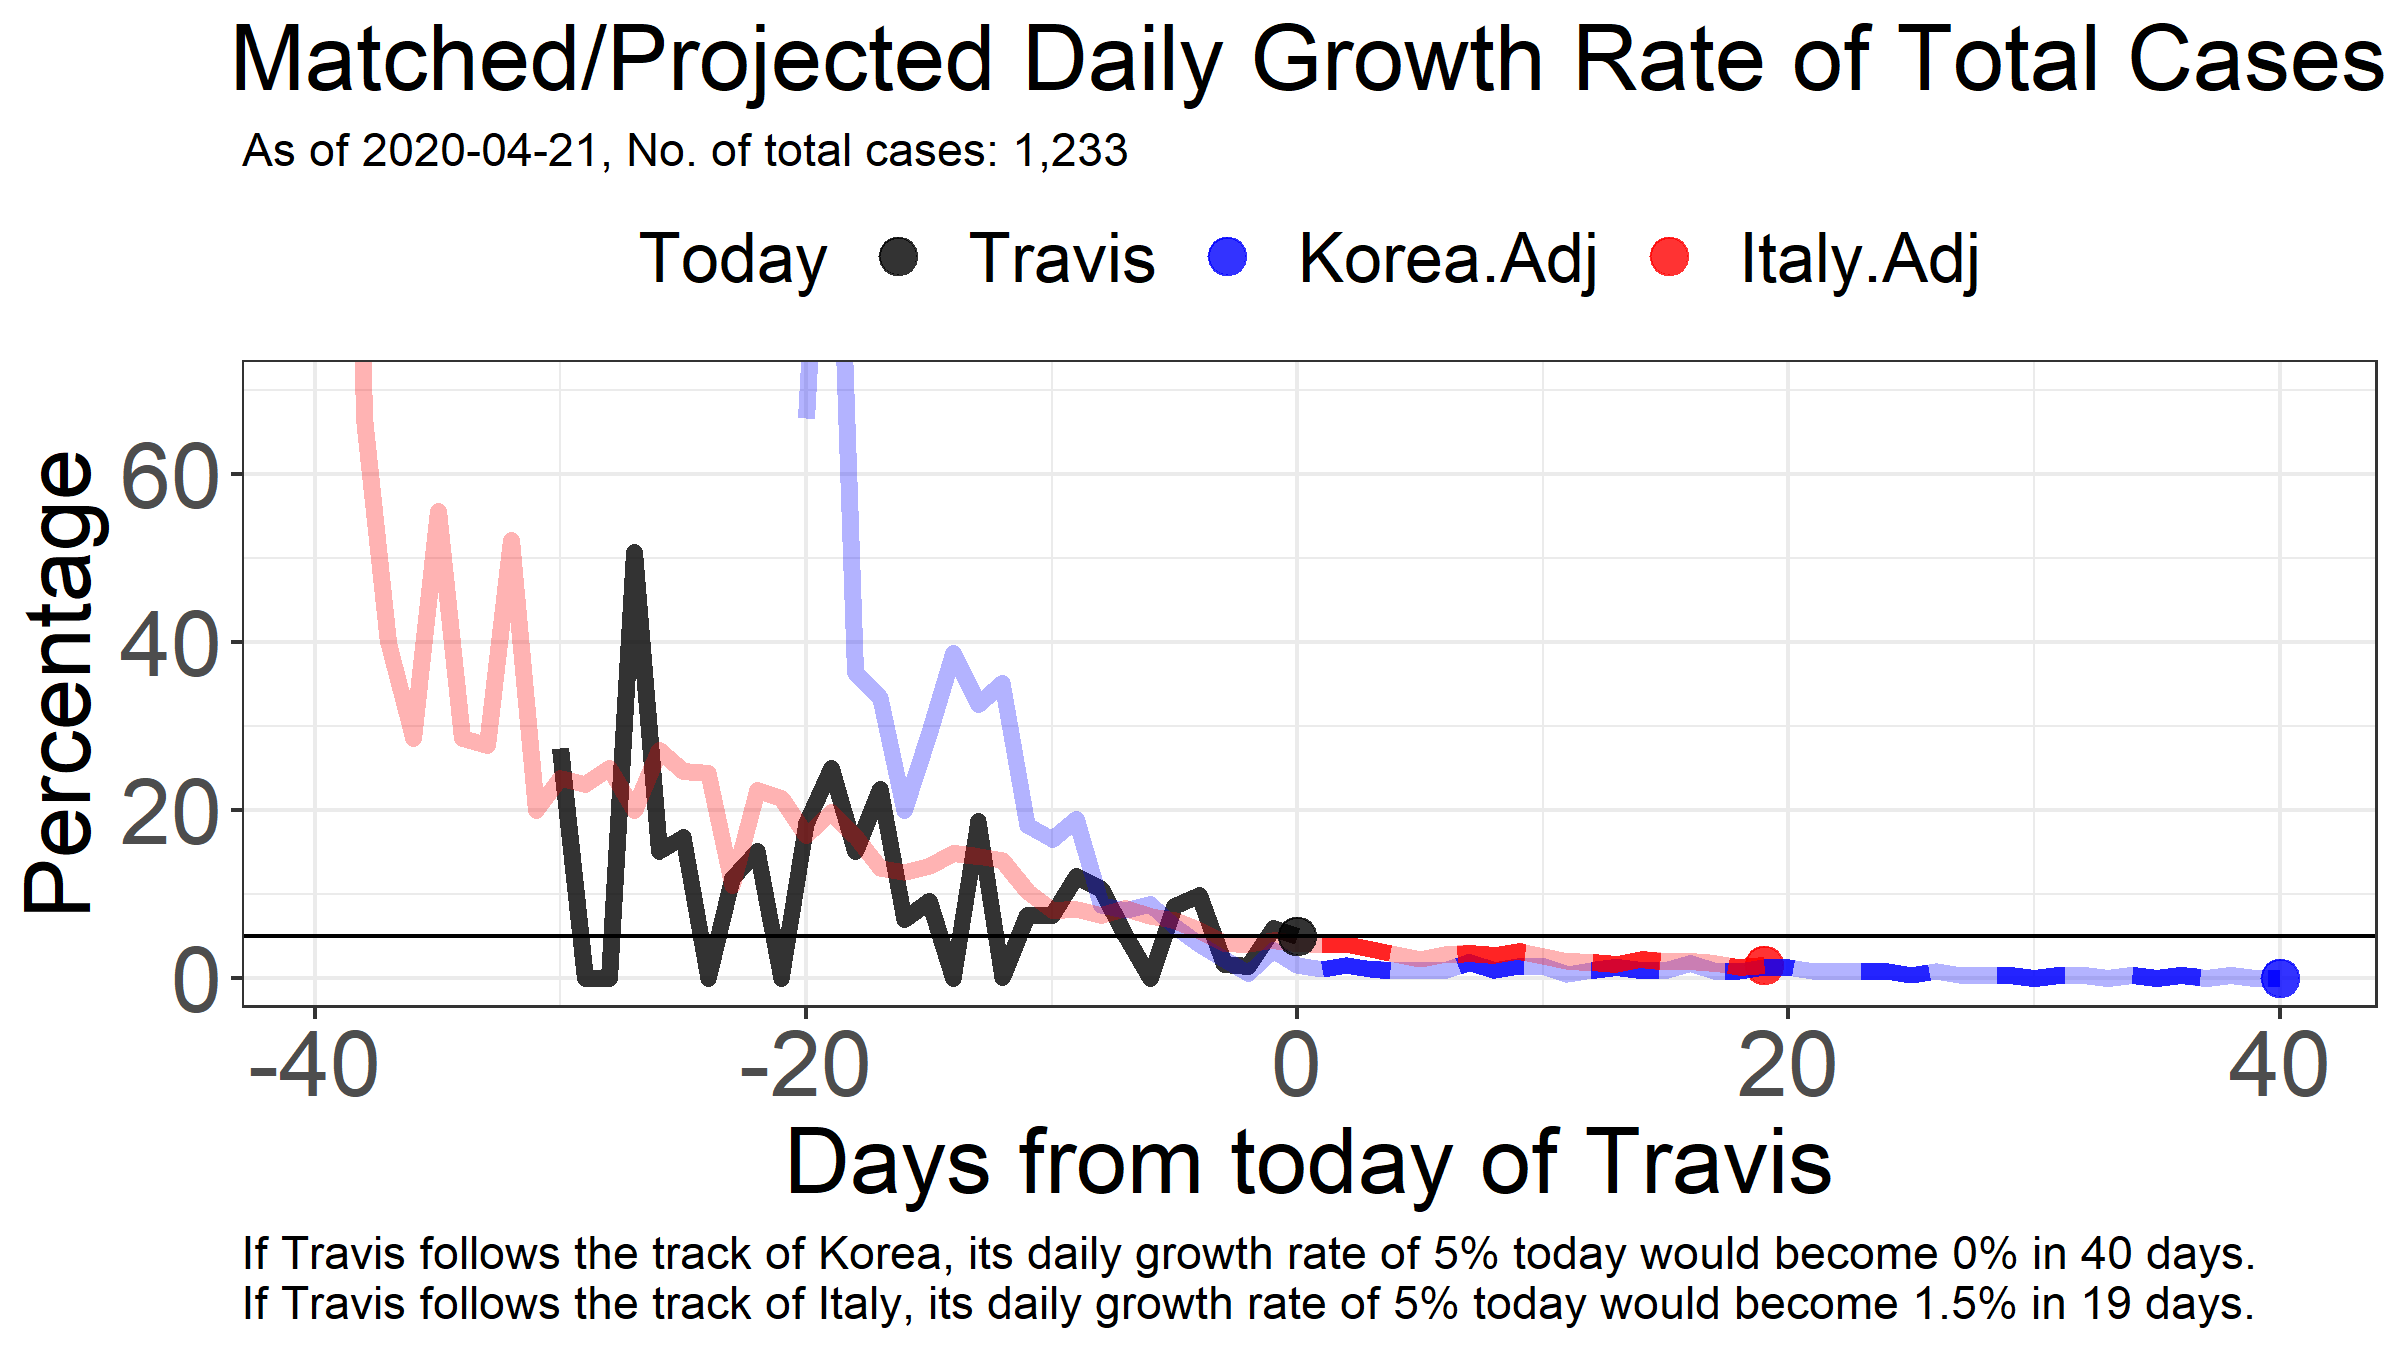 Matched/Projected Daily Growth Rate of Total Cases
As of 2020-04-21, No. of total cases: 1,233
Today Travis Korea.Adj Italy.Adj
Percentage
60
40
20
0
-40 -20 0 20 40
Days from today of Travis
If Travis follows the track of Korea, its daily growth rate of 5% today would become 0% in 40 days.
If Travis follows the track of Italy, its daily growth rate of 5% today would become 1.5% in 19 days.